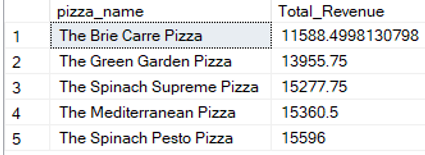 pizza_name Total_Revenue
1 The Brie Carre Pizza 11588.4998130798
2 The Green Garden Pizza 13955.75
3 The Spinach Supreme Pizza 15277.75
4 The Mediterranean Pizza 15360.5
5 The Spinach Pesto Pizza 15596